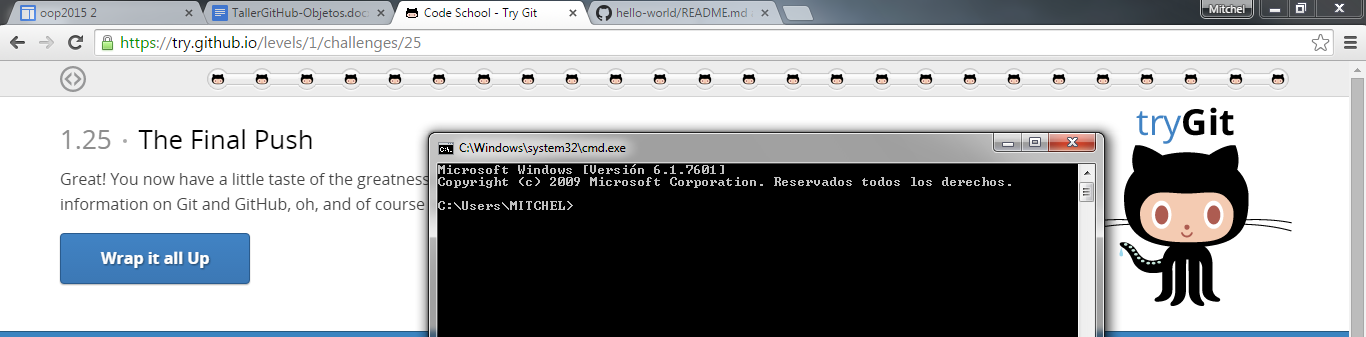 oop2015 2
TallerGitHub-Objetos.doc
Code School - Try Git
hello-world/README.md
Mitchel
https://try.github.io/levels/1/challenges/25
1.25 · The Final Push
tryGit
Great! You now have a little taste of the greatness
information on Git and GitHub, oh, and of course
Wrap it all Up
C:\Windows\system32\cmd.exe
Microsoft Windows [Versión 6.1.7601]
Copyright (c) 2009 Microsoft Corporation. Reservados todos los derechos.
C:\Users\MITCHEL>